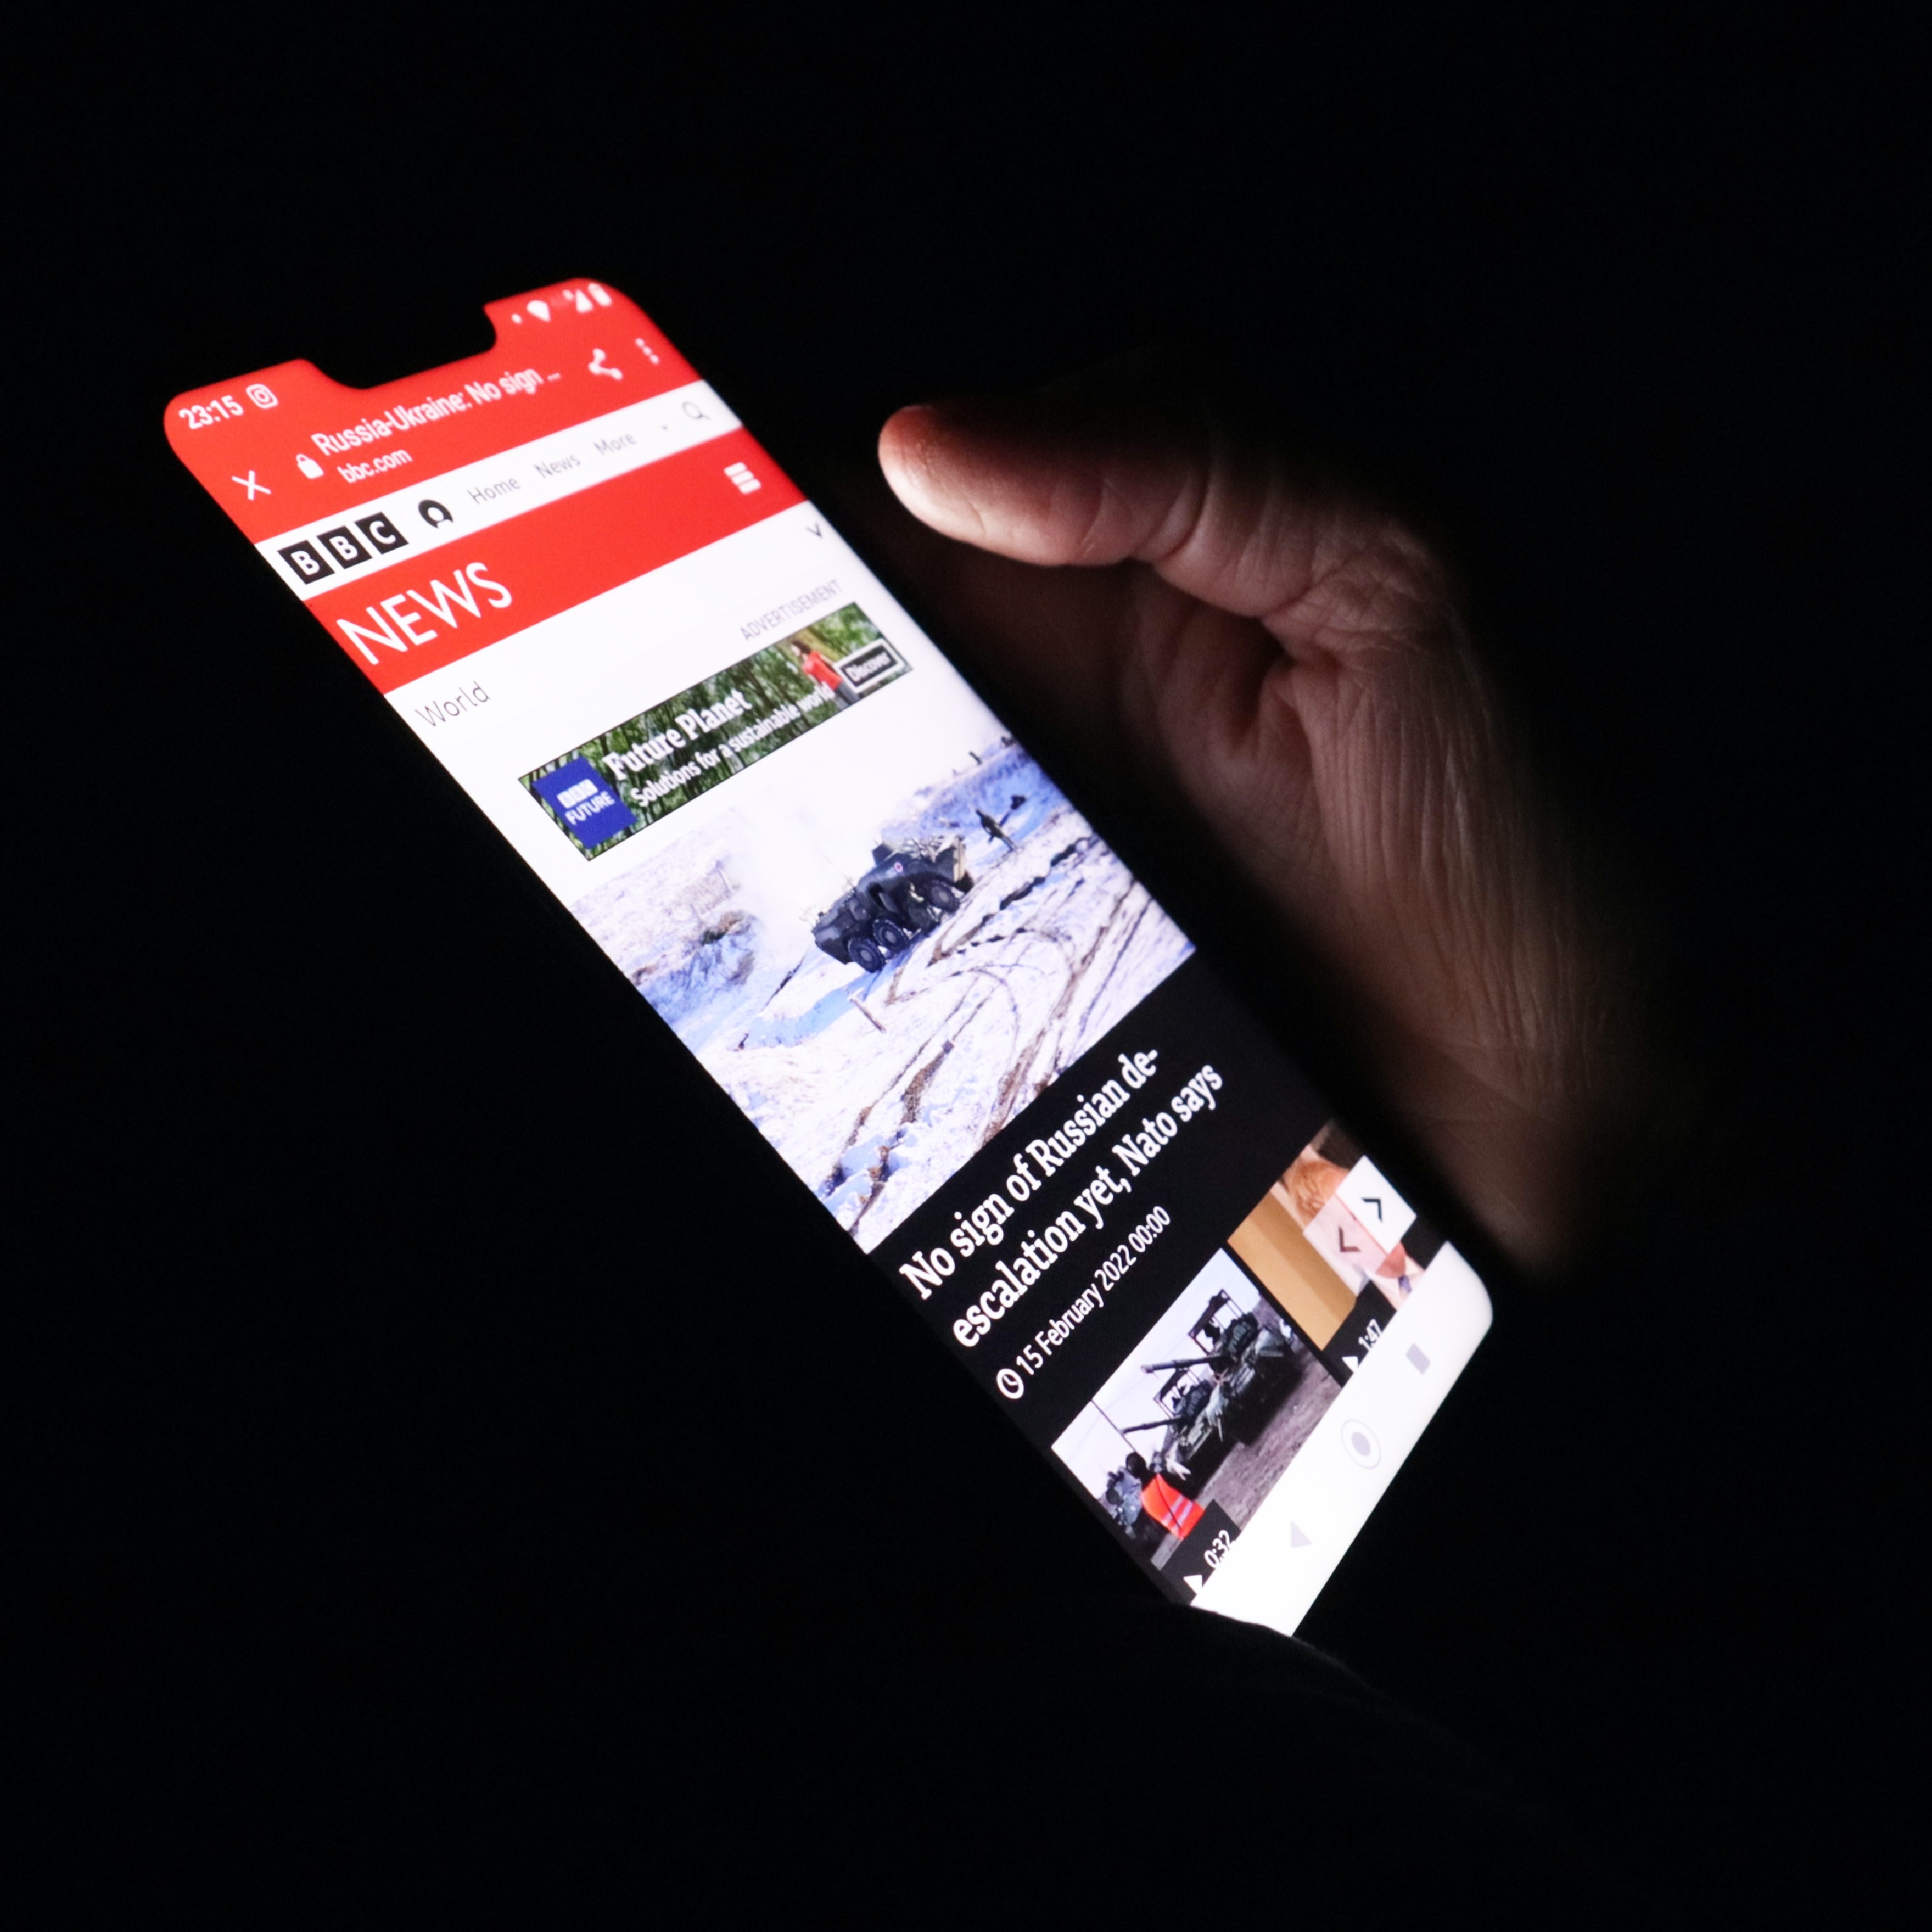 23:15
Russia-Ukraine: No sign ...
bbc.com
BBC Home News More
NEWS
World
ADVERTISEMENT
BBC FUTURE
Future Planet
Solutions for a sustainable world
Discover
No sign of Russian de-
escalation yet, Nato says
15 February 2022 00:00
0:32
1:47